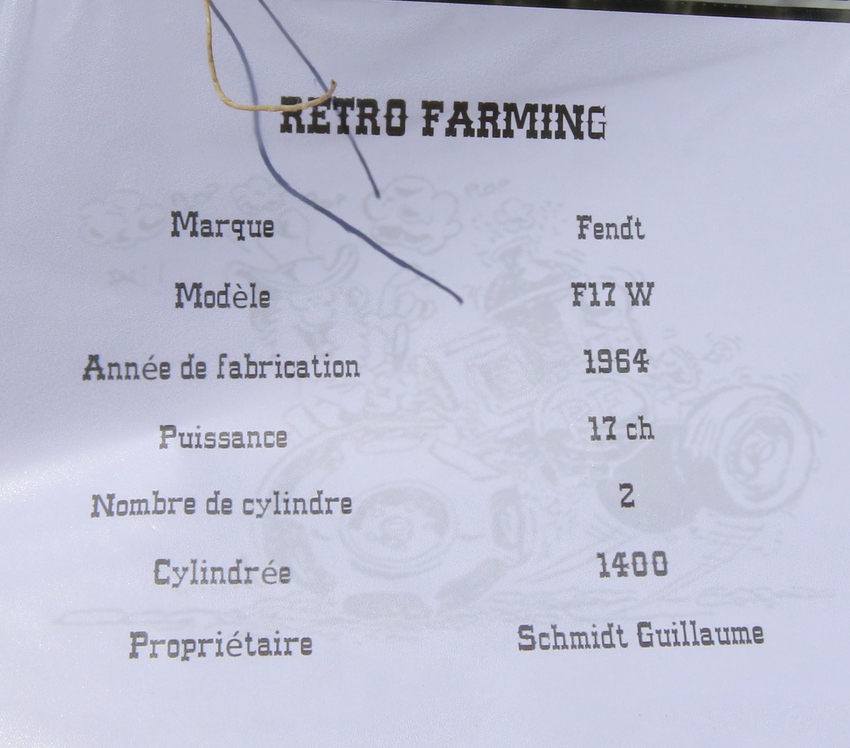 RETRO FARMING
Marque Fendt
Modèle F17 W
Année de fabrication 1964
Puissance 17 ch
Nombre de cylindre 2
Cylindrée 1400
Propriétaire Schmidt Guillaume